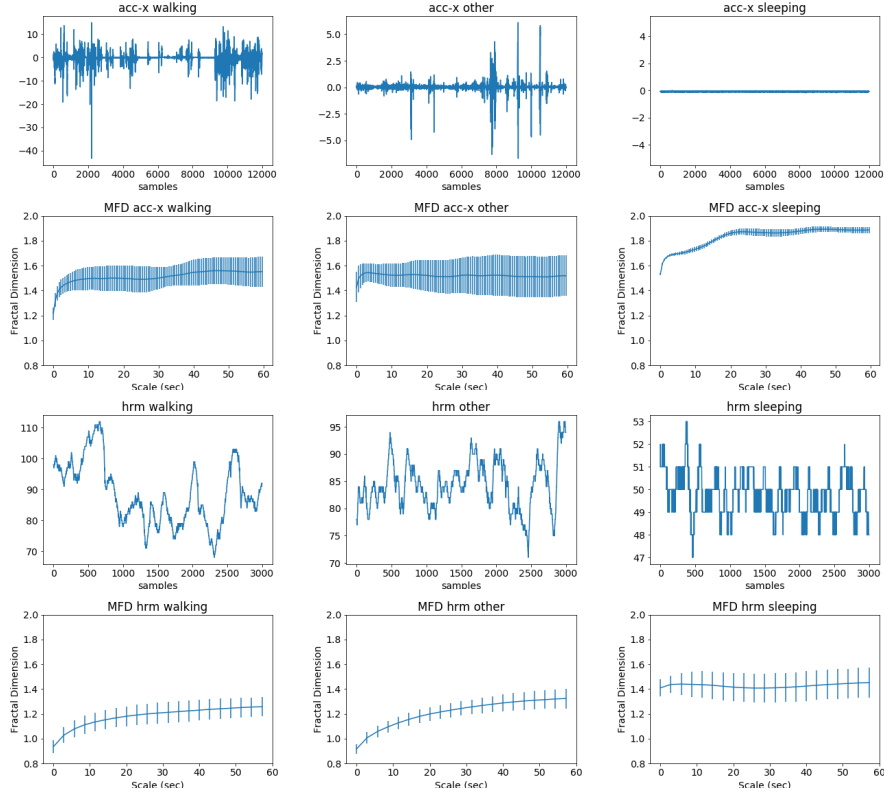 acc-x walking
acc-x other
acc-x sleeping
10
0
−10
−20
−30
−40
0 2000 4000 6000 8000 10000 12000
samples
5.0
2.5
0.0
−2.5
−5.0
0 2000 4000 6000 8000 10000 12000
samples
4
2
0
−2
−4
0 2000 4000 6000 8000 10000 12000
samples
MFD acc-x walking
MFD acc-x other
MFD acc-x sleeping
Fractal Dimension
2.0
1.8
1.6
1.4
1.2
1.0
0.8
0 10 20 30 40 50 60
Scale (sec)
Fractal Dimension
2.0
1.8
1.6
1.4
1.2
1.0
0.8
0 10 20 30 40 50 60
Scale (sec)
Fractal Dimension
2.0
1.8
1.6
1.4
1.2
1.0
0.8
0 10 20 30 40 50 60
Scale (sec)
hrm walking
hrm other
hrm sleeping
110
100
90
80
70
0 500 1000 1500 2000 2500 3000
samples
95
90
85
80
75
70
0 500 1000 1500 2000 2500 3000
samples
53
52
51
50
49
48
47
0 500 1000 1500 2000 2500 3000
samples
MFD hrm walking
MFD hrm other
MFD hrm sleeping
Fractal Dimension
2.0
1.8
1.6
1.4
1.2
1.0
0.8
0 10 20 30 40 50 60
Scale (sec)
Fractal Dimension
2.0
1.8
1.6
1.4
1.2
1.0
0.8
0 10 20 30 40 50 60
Scale (sec)
Fractal Dimension
2.0
1.8
1.6
1.4
1.2
1.0
0.8
0 10 20 30 40 50 60
Scale (sec)